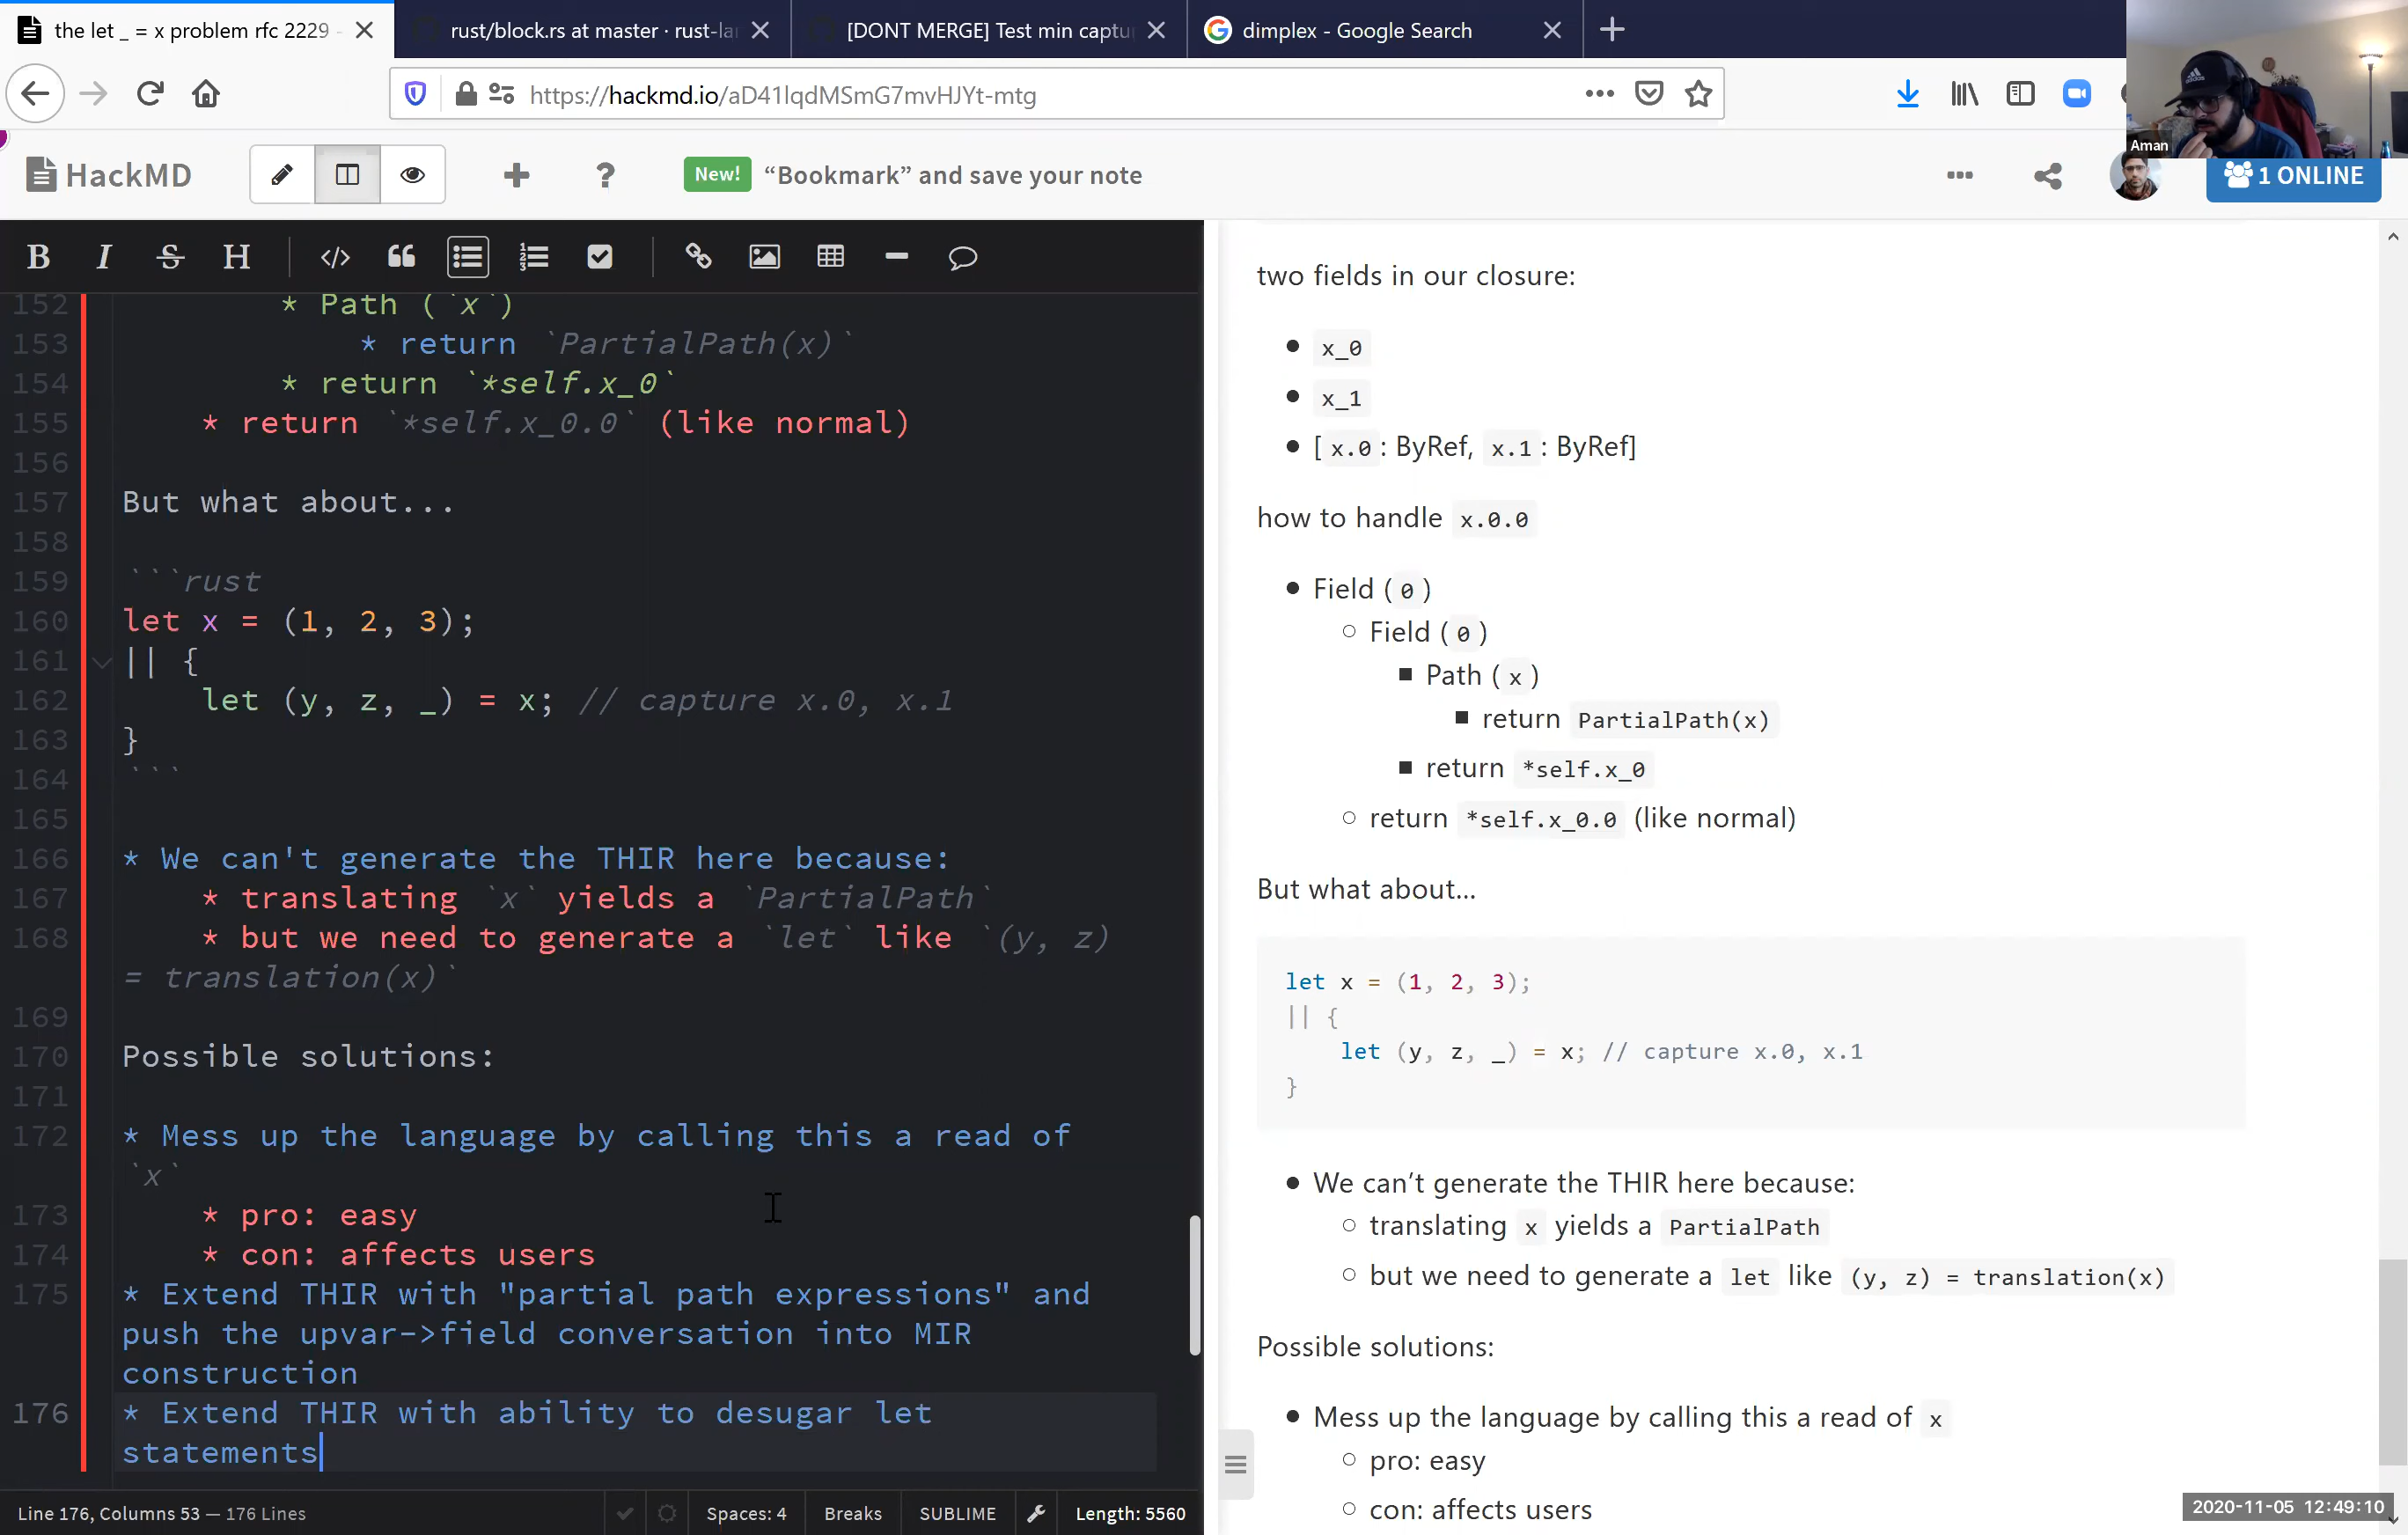 the let _ = x problem rfc 2229 -
rust/block.rs at master · rust-la
[DONT MERGE] Test min captu
dimplex - Google Search
https://hackmd.io/aD41lqdMSmG7mvHJYt-mtg
Aman
HackMD
New! “Bookmark” and save your note
1 ONLINE
B I S H
152 * Path (`x`)
153 * return `PartialPath(x)`
154 * return `*self.x_0`
155 * return `*self.x_0.0` (like normal)
156
157 But what about...
158
159 ```rust
160 let x = (1, 2, 3);
161 || {
162 let (y, z, _) = x; // capture x.0, x.1
163 }
164 ```
165
166 * We can't generate the THIR here because:
167 * translating `x` yields a `PartialPath`
168 * but we need to generate a `let` like `(y, z)
= translation(x)`
169
170 Possible solutions:
171
172 * Mess up the language by calling this a read of
`x`
173 * pro: easy
174 * con: affects users
175 * Extend THIR with "partial path expressions" and
push the upvar->field conversation into MIR
construction
176 * Extend THIR with ability to desugar let
statements
Line 176, Columns 53 — 176 Lines
Spaces: 4
Breaks
SUBLIME
Length: 5560
two fields in our closure:
• x_0
• x_1
• [ x.0 : ByRef, x.1 : ByRef]
how to handle x.0.0
• Field ( 0 )
○ Field ( 0 )
■ Path ( x )
■ return PartialPath(x)
■ return *self.x_0
○ return *self.x_0.0 (like normal)
But what about…
let x = (1, 2, 3);
|| {
let (y, z, _) = x; // capture x.0, x.1
}
• We can’t generate the THIR here because:
○ translating x yields a PartialPath
○ but we need to generate a let like (y, z) = translation(x)
Possible solutions:
• Mess up the language by calling this a read of x
○ pro: easy
○ con: affects users
2020-11-05 12:49:10